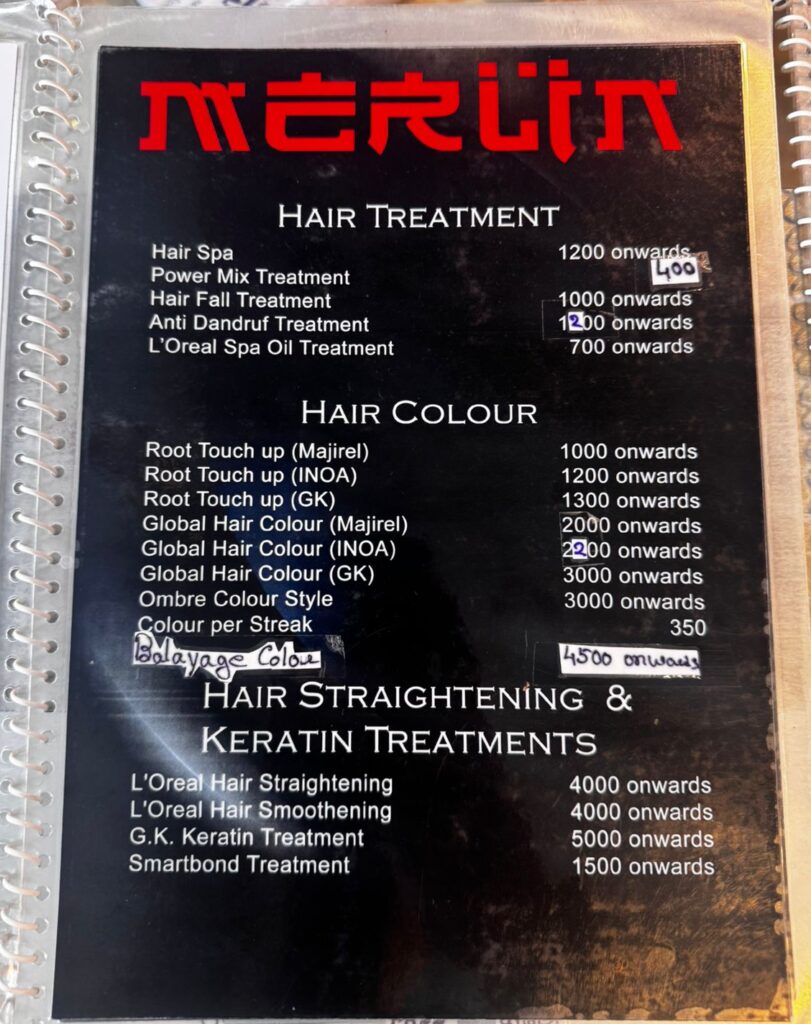 MERLIN
HAIR TREATMENT
Hair Spa 1200 onwards
Power Mix Treatment 400
Hair Fall Treatment 1000 onwards
Anti Dandruf Treatment 1200 onwards
L'Oreal Spa Oil Treatment 700 onwards
HAIR COLOUR
Root Touch up (Majirel) 1000 onwards
Root Touch up (INOA) 1200 onwards
Root Touch up (GK) 1300 onwards
Global Hair Colour (Majirel) 2000 onwards
Global Hair Colour (INOA) 2200 onwards
Global Hair Colour (GK) 3000 onwards
Ombre Colour Style 3000 onwards
Colour per Streak 350
Balayage Colour 4500 onwards
HAIR STRAIGHTENING &
KERATIN TREATMENTS
L'Oreal Hair Straightening 4000 onwards
L'Oreal Hair Smoothening 4000 onwards
G.K. Keratin Treatment 5000 onwards
Smartbond Treatment 1500 onwards